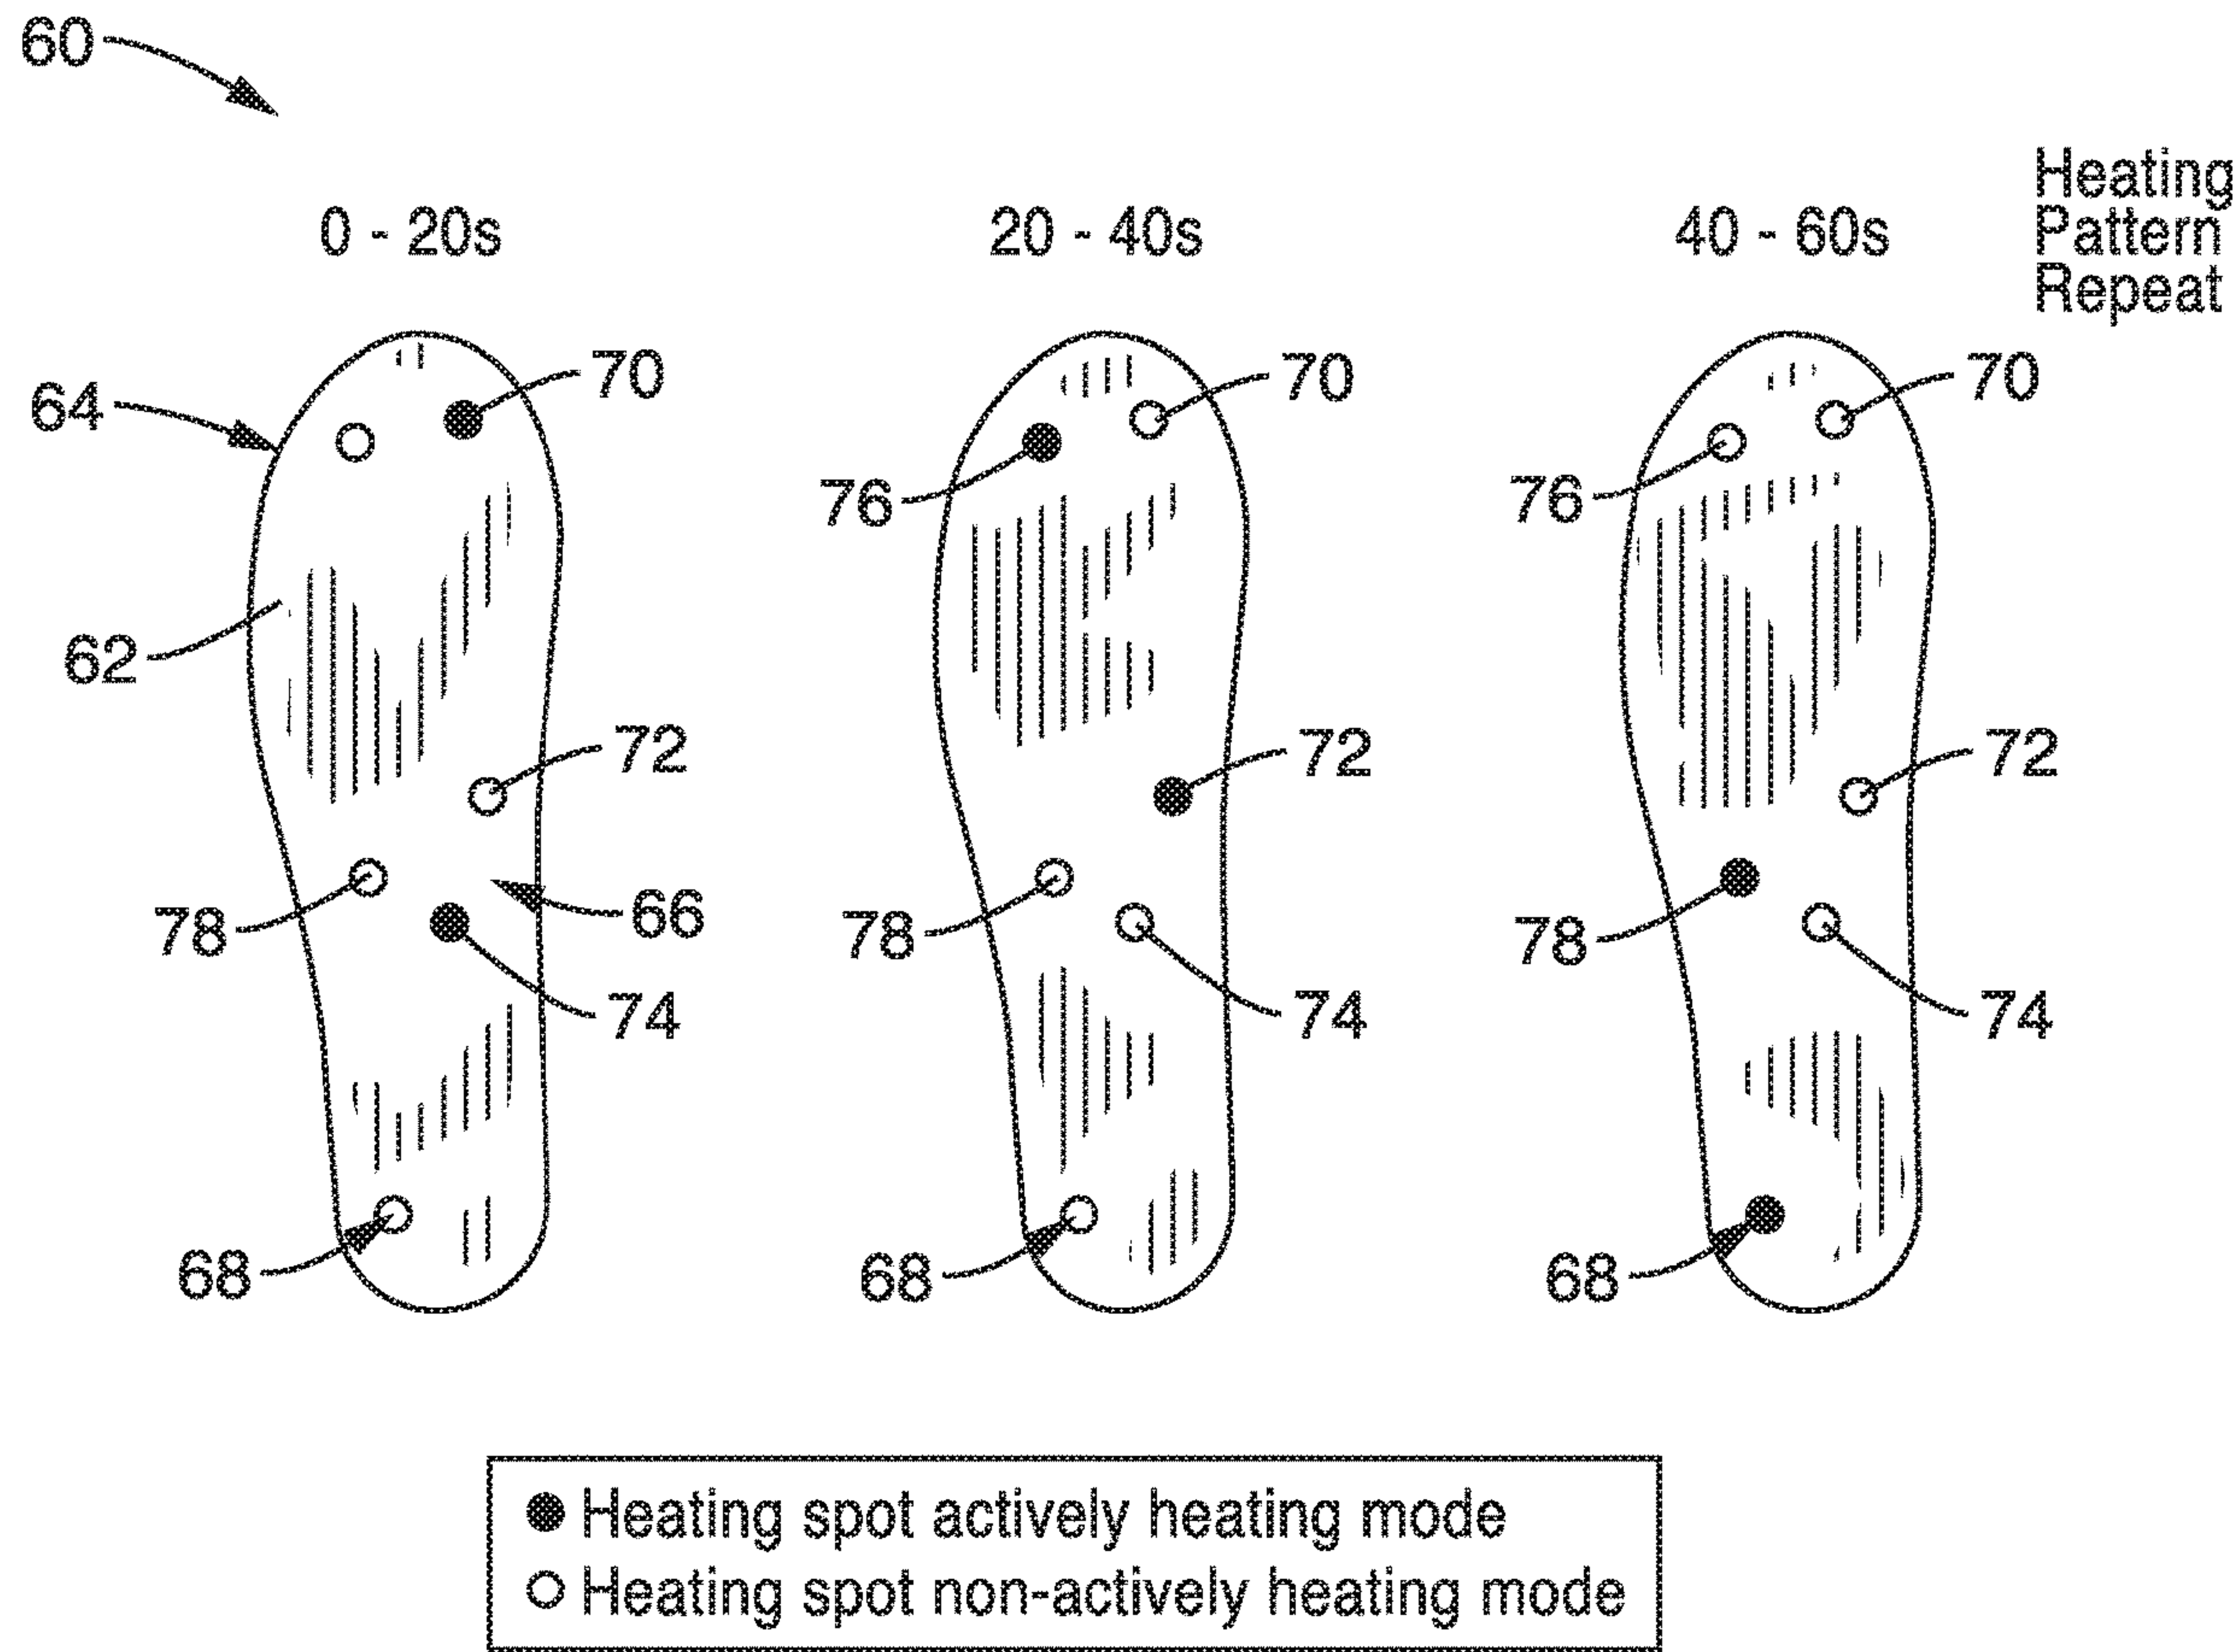 60
0 - 20s
20 - 40s
40 - 60s
Heating
Pattern
Repeat
64
70
76
70
76
70
62
72
72
72
78
66
78
78
74
74
74
68
68
68
Heating spot actively heating mode
Heating spot non-actively heating mode